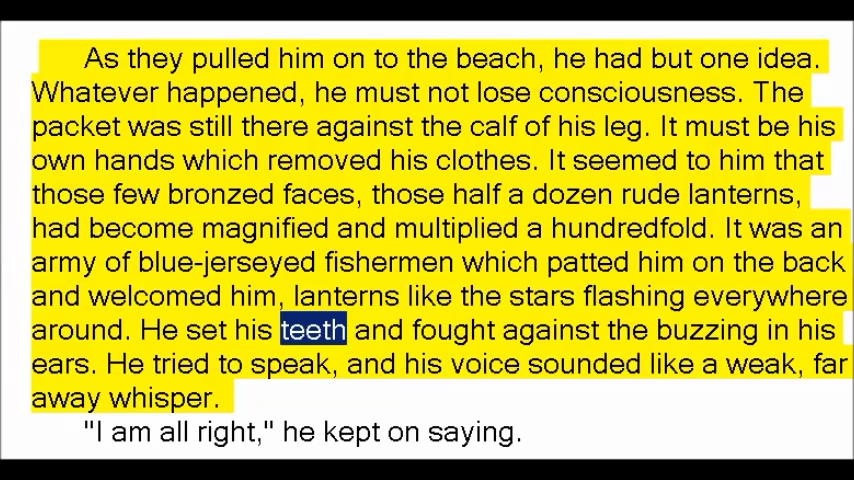 As they pulled him on to the beach, he had but one idea.
Whatever happened, he must not lose consciousness. The
packet was still there against the calf of his leg. It must be his
own hands which removed his clothes. It seemed to him that
those few bronzed faces, those half a dozen rude lanterns,
had become magnified and multiplied a hundredfold. It was an
army of blue-jerseyed fishermen which patted him on the back
and welcomed him, lanterns like the stars flashing everywhere
around. He set his teeth and fought against the buzzing in his
ears. He tried to speak, and his voice sounded like a weak, far
away whisper.
"I am all right," he kept on saying.